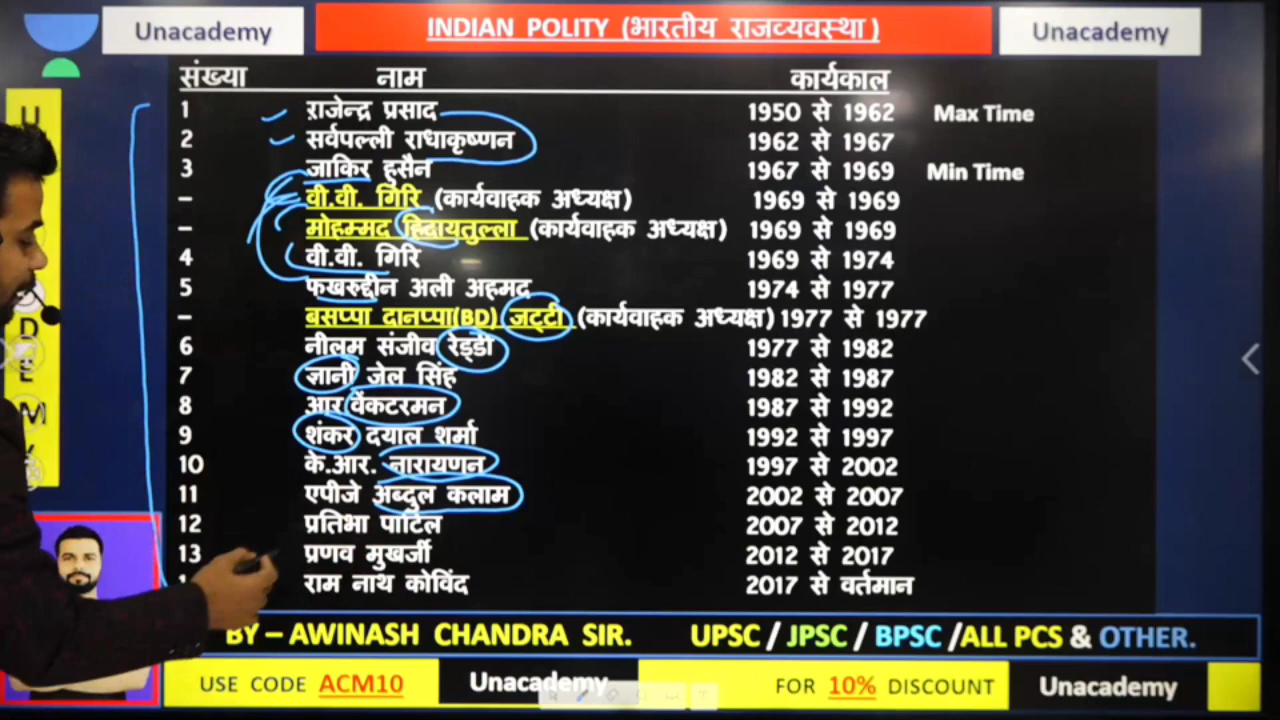 Unacademy INDIAN POLITY (भारतीय राजव्यवस्था) Unacademy
संख्या नाम कार्यकाल
1 राजेन्द्र प्रसाद 1950 से 1962 Max Time
2 सर्वपल्ली राधाकृष्णन 1962 से 1967
3 जाकिर हुसैन 1967 से 1969 Min Time
– वी.वी. गिरि (कार्यवाहक अध्यक्ष) 1969 से 1969
– मोहम्मद हिदायतुल्ला (कार्यवाहक अध्यक्ष) 1969 से 1969
4 वी.वी. गिरि 1969 से 1974
5 फखरुद्दीन अली अहमद 1974 से 1977
– बसप्पा दानप्पा(BD) जट्टी (कार्यवाहक अध्यक्ष) 1977 से 1977
6 नीलम संजीव रेड्डी 1977 से 1982
7 ज्ञानी जेल सिंह 1982 से 1987
8 आर वेंकटरमन 1987 से 1992
9 शंकर दयाल शर्मा 1992 से 1997
10 के.आर. नारायणन 1997 से 2002
11 एपीजे अब्दुल कलाम 2002 से 2007
12 प्रतिभा पाटिल 2007 से 2012
13 प्रणव मुखर्जी 2012 से 2017
राम नाथ कोविंद 2017 से वर्तमान
BY – AWINASH CHANDRA SIR. UPSC / JPSC / BPSC /ALL PCS & OTHER.
USE CODE ACM10 Unacademy FOR 10% DISCOUNT Unacademy